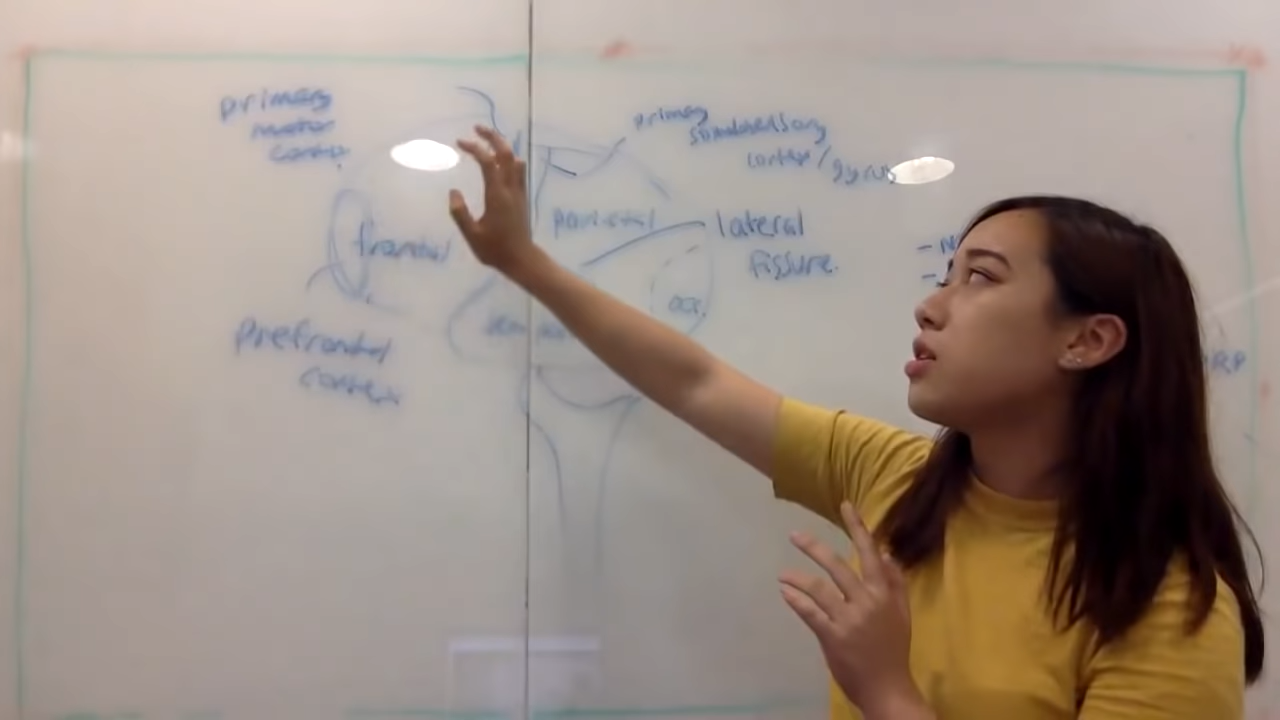 primary
motor
cortex
primary
somatosensory
cortex/gyrus
parietal
frontal
lateral
fissure
occ.
prefrontal
cortex